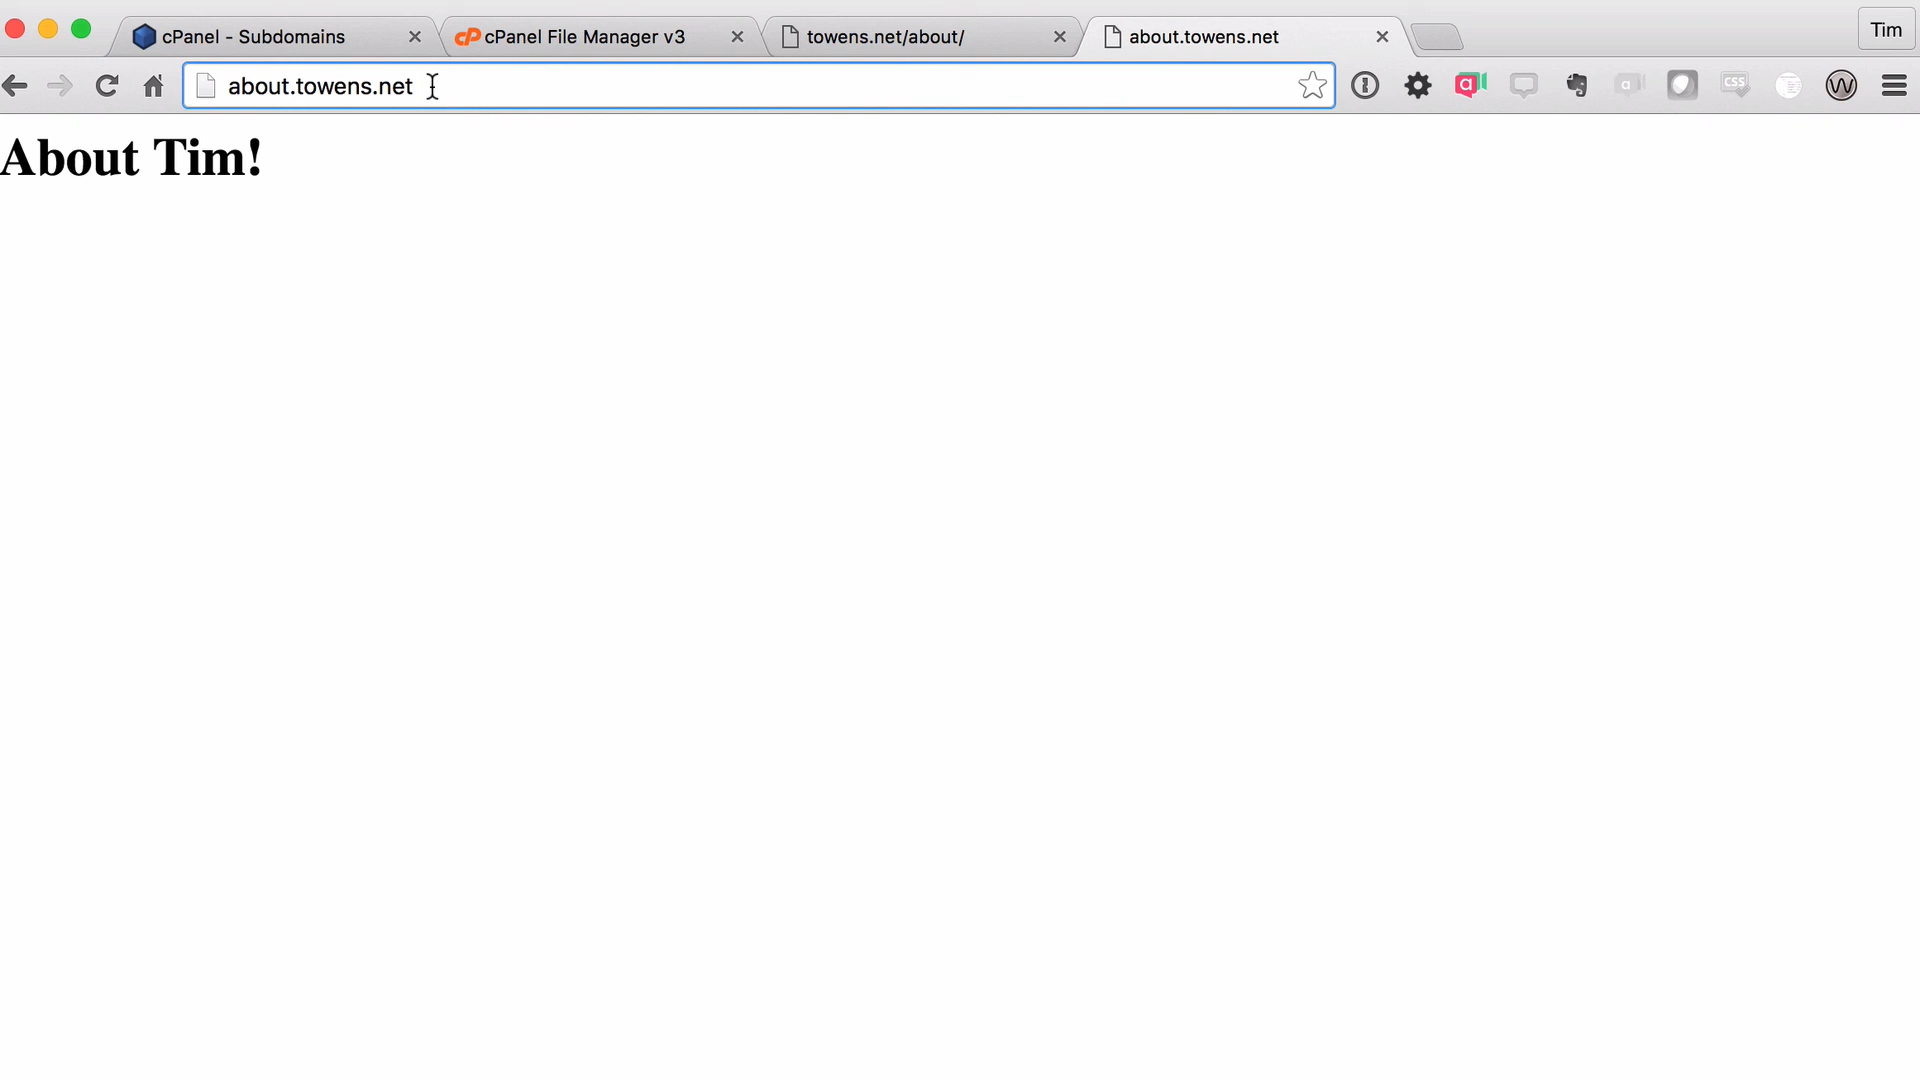 cPanel - Subdomains
cP cPanel File Manager v3
towens.net/about/
about.towens.net
Tim
about.towens.net
a
a
CSS
W
About Tim!